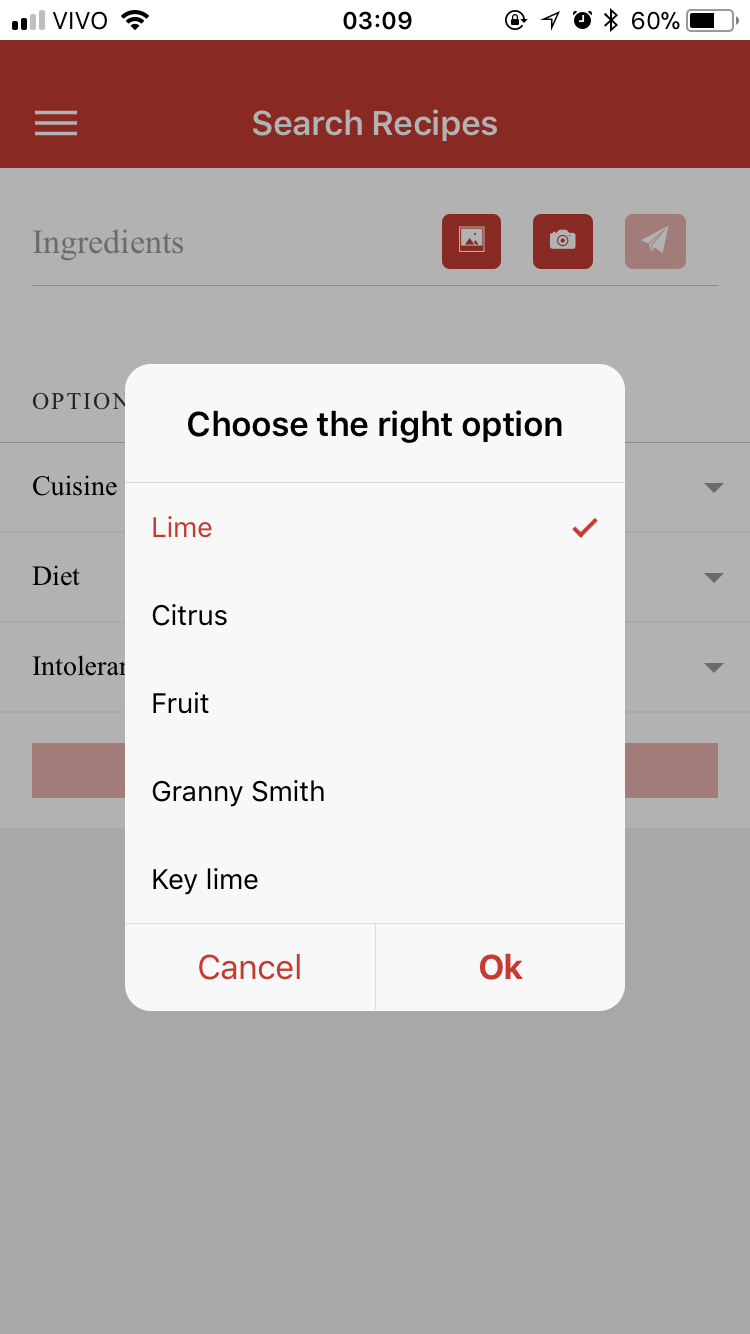 VIVO 03:09 60%
Search Recipes
Ingredients
OPTION
Choose the right option
Cuisine
Lime
Diet
Citrus
Intoleran
Fruit
Granny Smith
Key lime
Cancel Ok